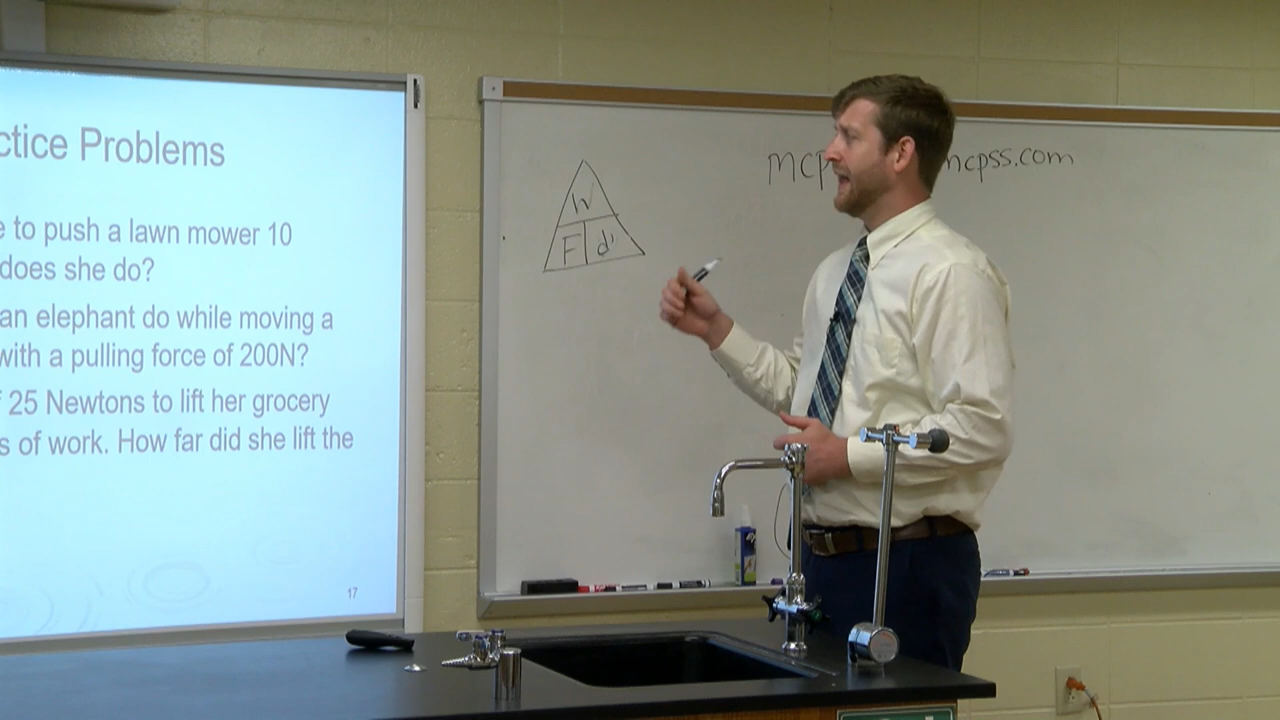 ctice Problems
e to push a lawn mower 10
does she do?
an elephant do while moving a
with a pulling force of 200N?
25 Newtons to lift her grocery
s of work. How far did she lift the
17
W
F d
mcp mcpss.com